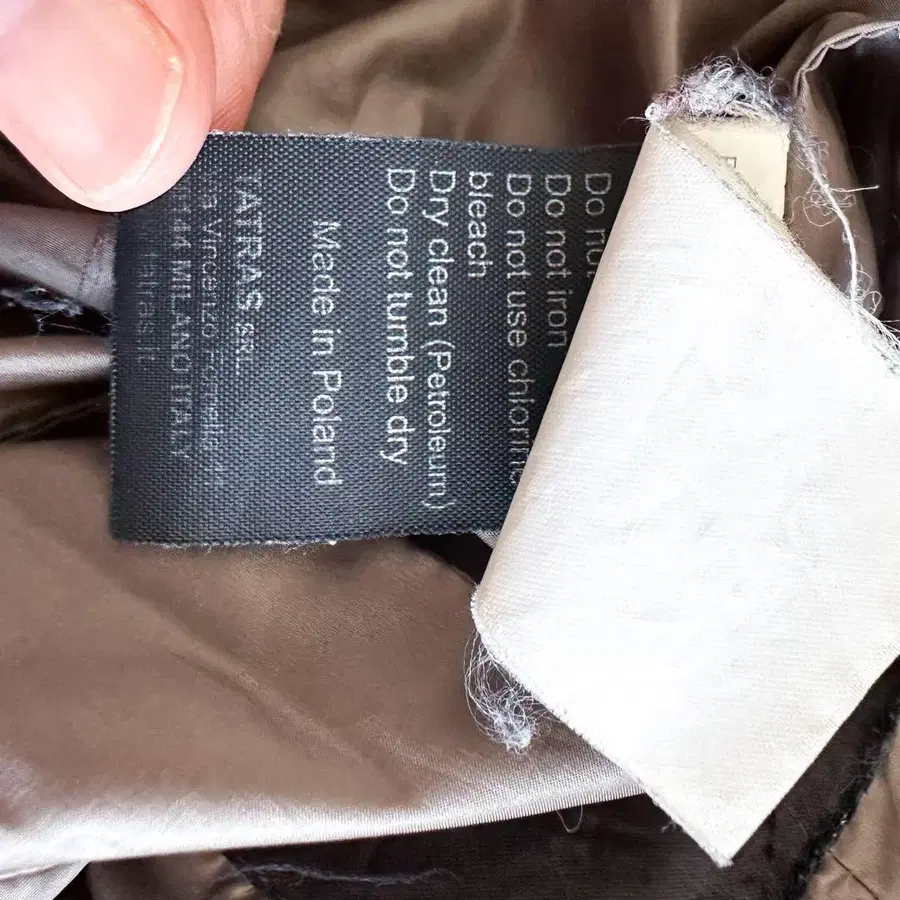 Do not iron
Do not use chlorine
bleach
Dry clean (Petroleum)
Do not tumble dry
Made in Poland
TATRAS SRL.
MILANO ITALY